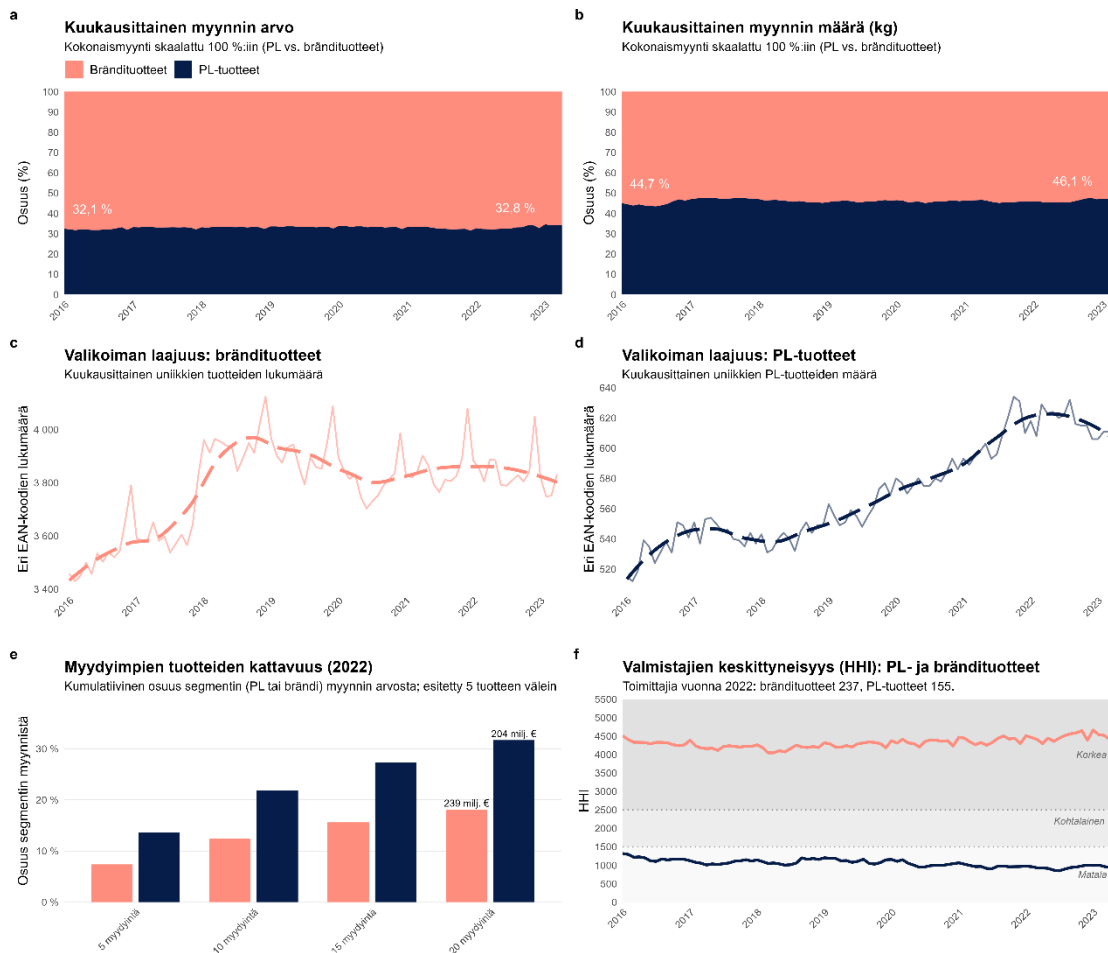 a
Kuukausittainen myynnin arvo
Kokonaismyynti skaalattu 100 %:iin (PL vs. brändituotteet)
Brändituotteet
PL-tuotteet
Osuus (%)
100
90
80
70
60
50
40
30
20
10
0
32,1 %
32.8 %
2016
2017
2018
2019
2020
2021
2022
2023
b
Kuukausittainen myynnin määrä (kg)
Kokonaismyynti skaalattu 100 %:iin (PL vs. brändituotteet)
Osuus (%)
100
90
80
70
60
50
40
30
20
10
0
44,7 %
46,1 %
2016
2017
2018
2019
2020
2021
2022
2023
c
Valikoiman laajuus: brändituotteet
Kuukausittainen uniikkien tuotteiden lukumäärä
Eri EAN-koodien lukumäärä
4 000
3 800
3 600
3 400
2016
2017
2018
2019
2020
2021
2022
2023
d
Valikoiman laajuus: PL-tuotteet
Kuukausittainen uniikkien PL-tuotteiden määrä
Eri EAN-koodien lukumäärä
640
620
600
580
560
540
520
2016
2017
2018
2019
2020
2021
2022
2023
e
Myydyimpien tuotteiden kattavuus (2022)
Kumulatiivinen osuus segmentin (PL tai brändi) myynnin arvosta; esitetty 5 tuotteen välein
Osuus segmentin myynnistä
30 %
20 %
10 %
0 %
204 milj. €
239 milj. €
5 myydyintä
10 myydyintä
15 myydyintä
20 myydyintä
f
Valmistajien keskittyneisyys (HHI): PL- ja brändituotteet
Toimittajia vuonna 2022: brändituotteet 237, PL-tuotteet 155.
HHI
5500
5000
4500
4000
3500
3000
2500
2000
1500
1000
500
0
Korkea
Kohtalainen
Matala
2016
2017
2018
2019
2020
2021
2022
2023